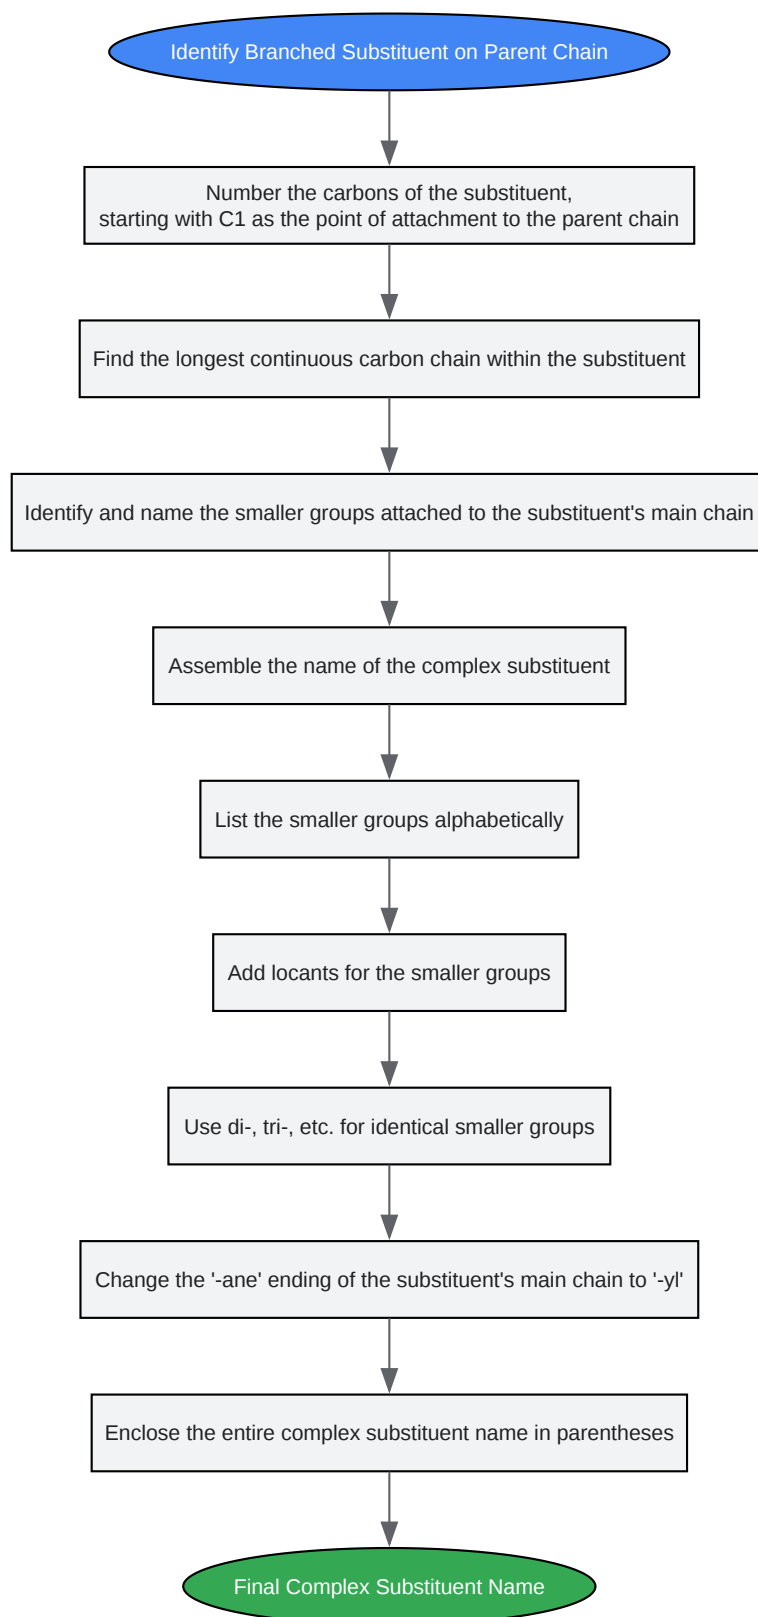 Identify Branched Substituent on Parent Chain
Number the carbons of the substituent,
starting with C1 as the point of attachment to the parent chain
Find the longest continuous carbon chain within the substituent
Identify and name the smaller groups attached to the substituent's main chain
Assemble the name of the complex substituent
List the smaller groups alphabetically
Add locants for the smaller groups
Use di-, tri-, etc. for identical smaller groups
Change the '-ane' ending of the substituent's main chain to '-yl'
Enclose the entire complex substituent name in parentheses
Final Complex Substituent Name